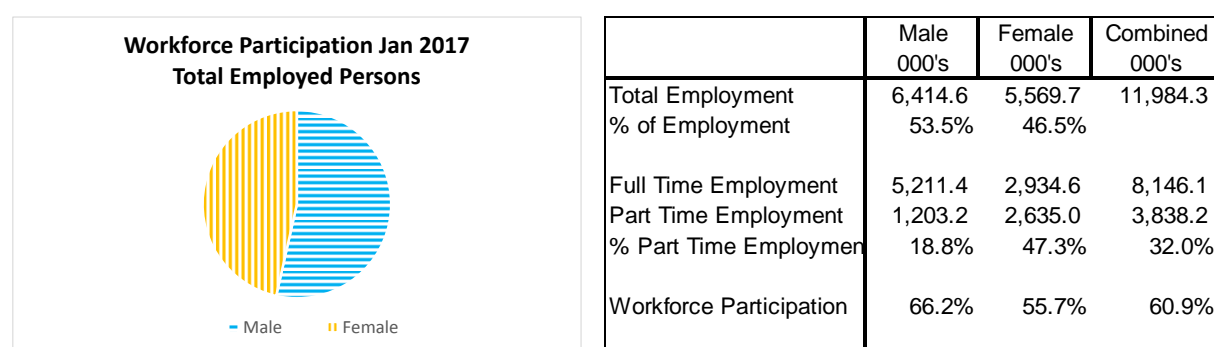 Workforce Participation Jan 2017
Total Employed Persons
Male Female
Male Female Combined
000's 000's 000's
Total Employment 6,414.6 5,569.7 11,984.3
% of Employment 53.5% 46.5%
Full Time Employment 5,211.4 2,934.6 8,146.1
Part Time Employment 1,203.2 2,635.0 3,838.2
% Part Time Employmen 18.8% 47.3% 32.0%
Workforce Participation 66.2% 55.7% 60.9%